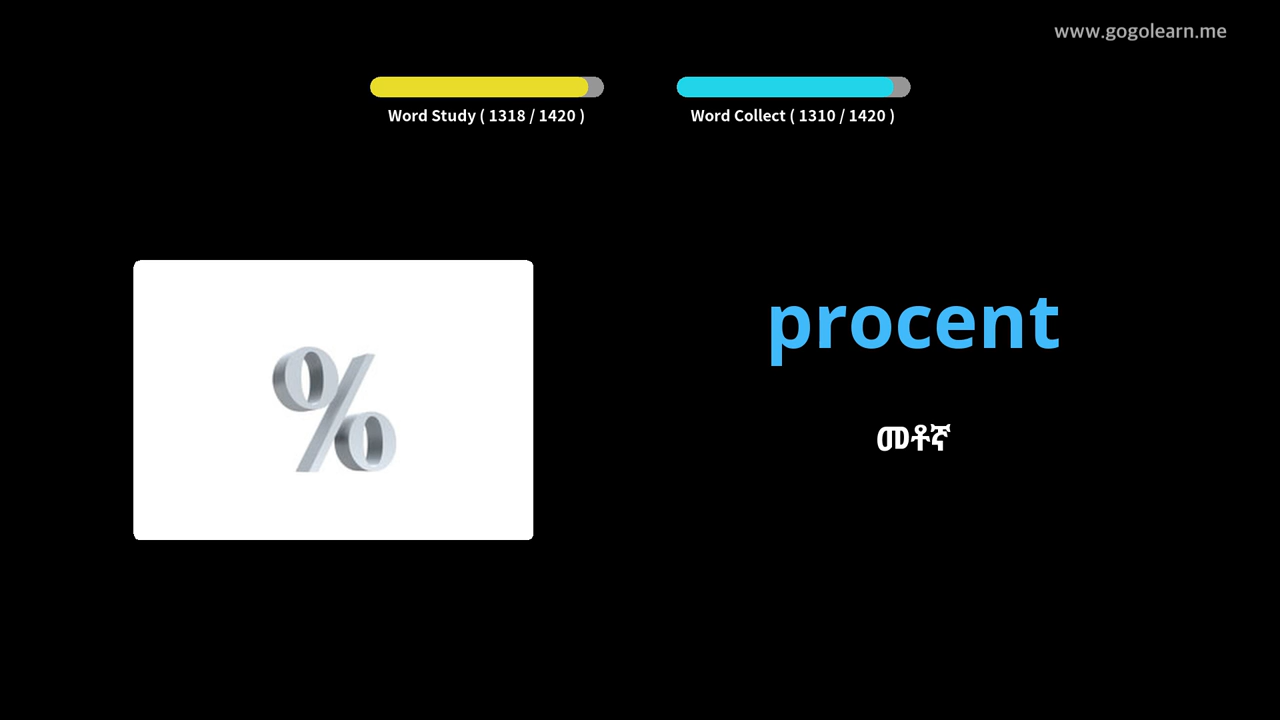 www.gogolearn.me
Word Study ( 1318 / 1420 )
Word Collect ( 1310 / 1420 )
%
procent
መቶኛ